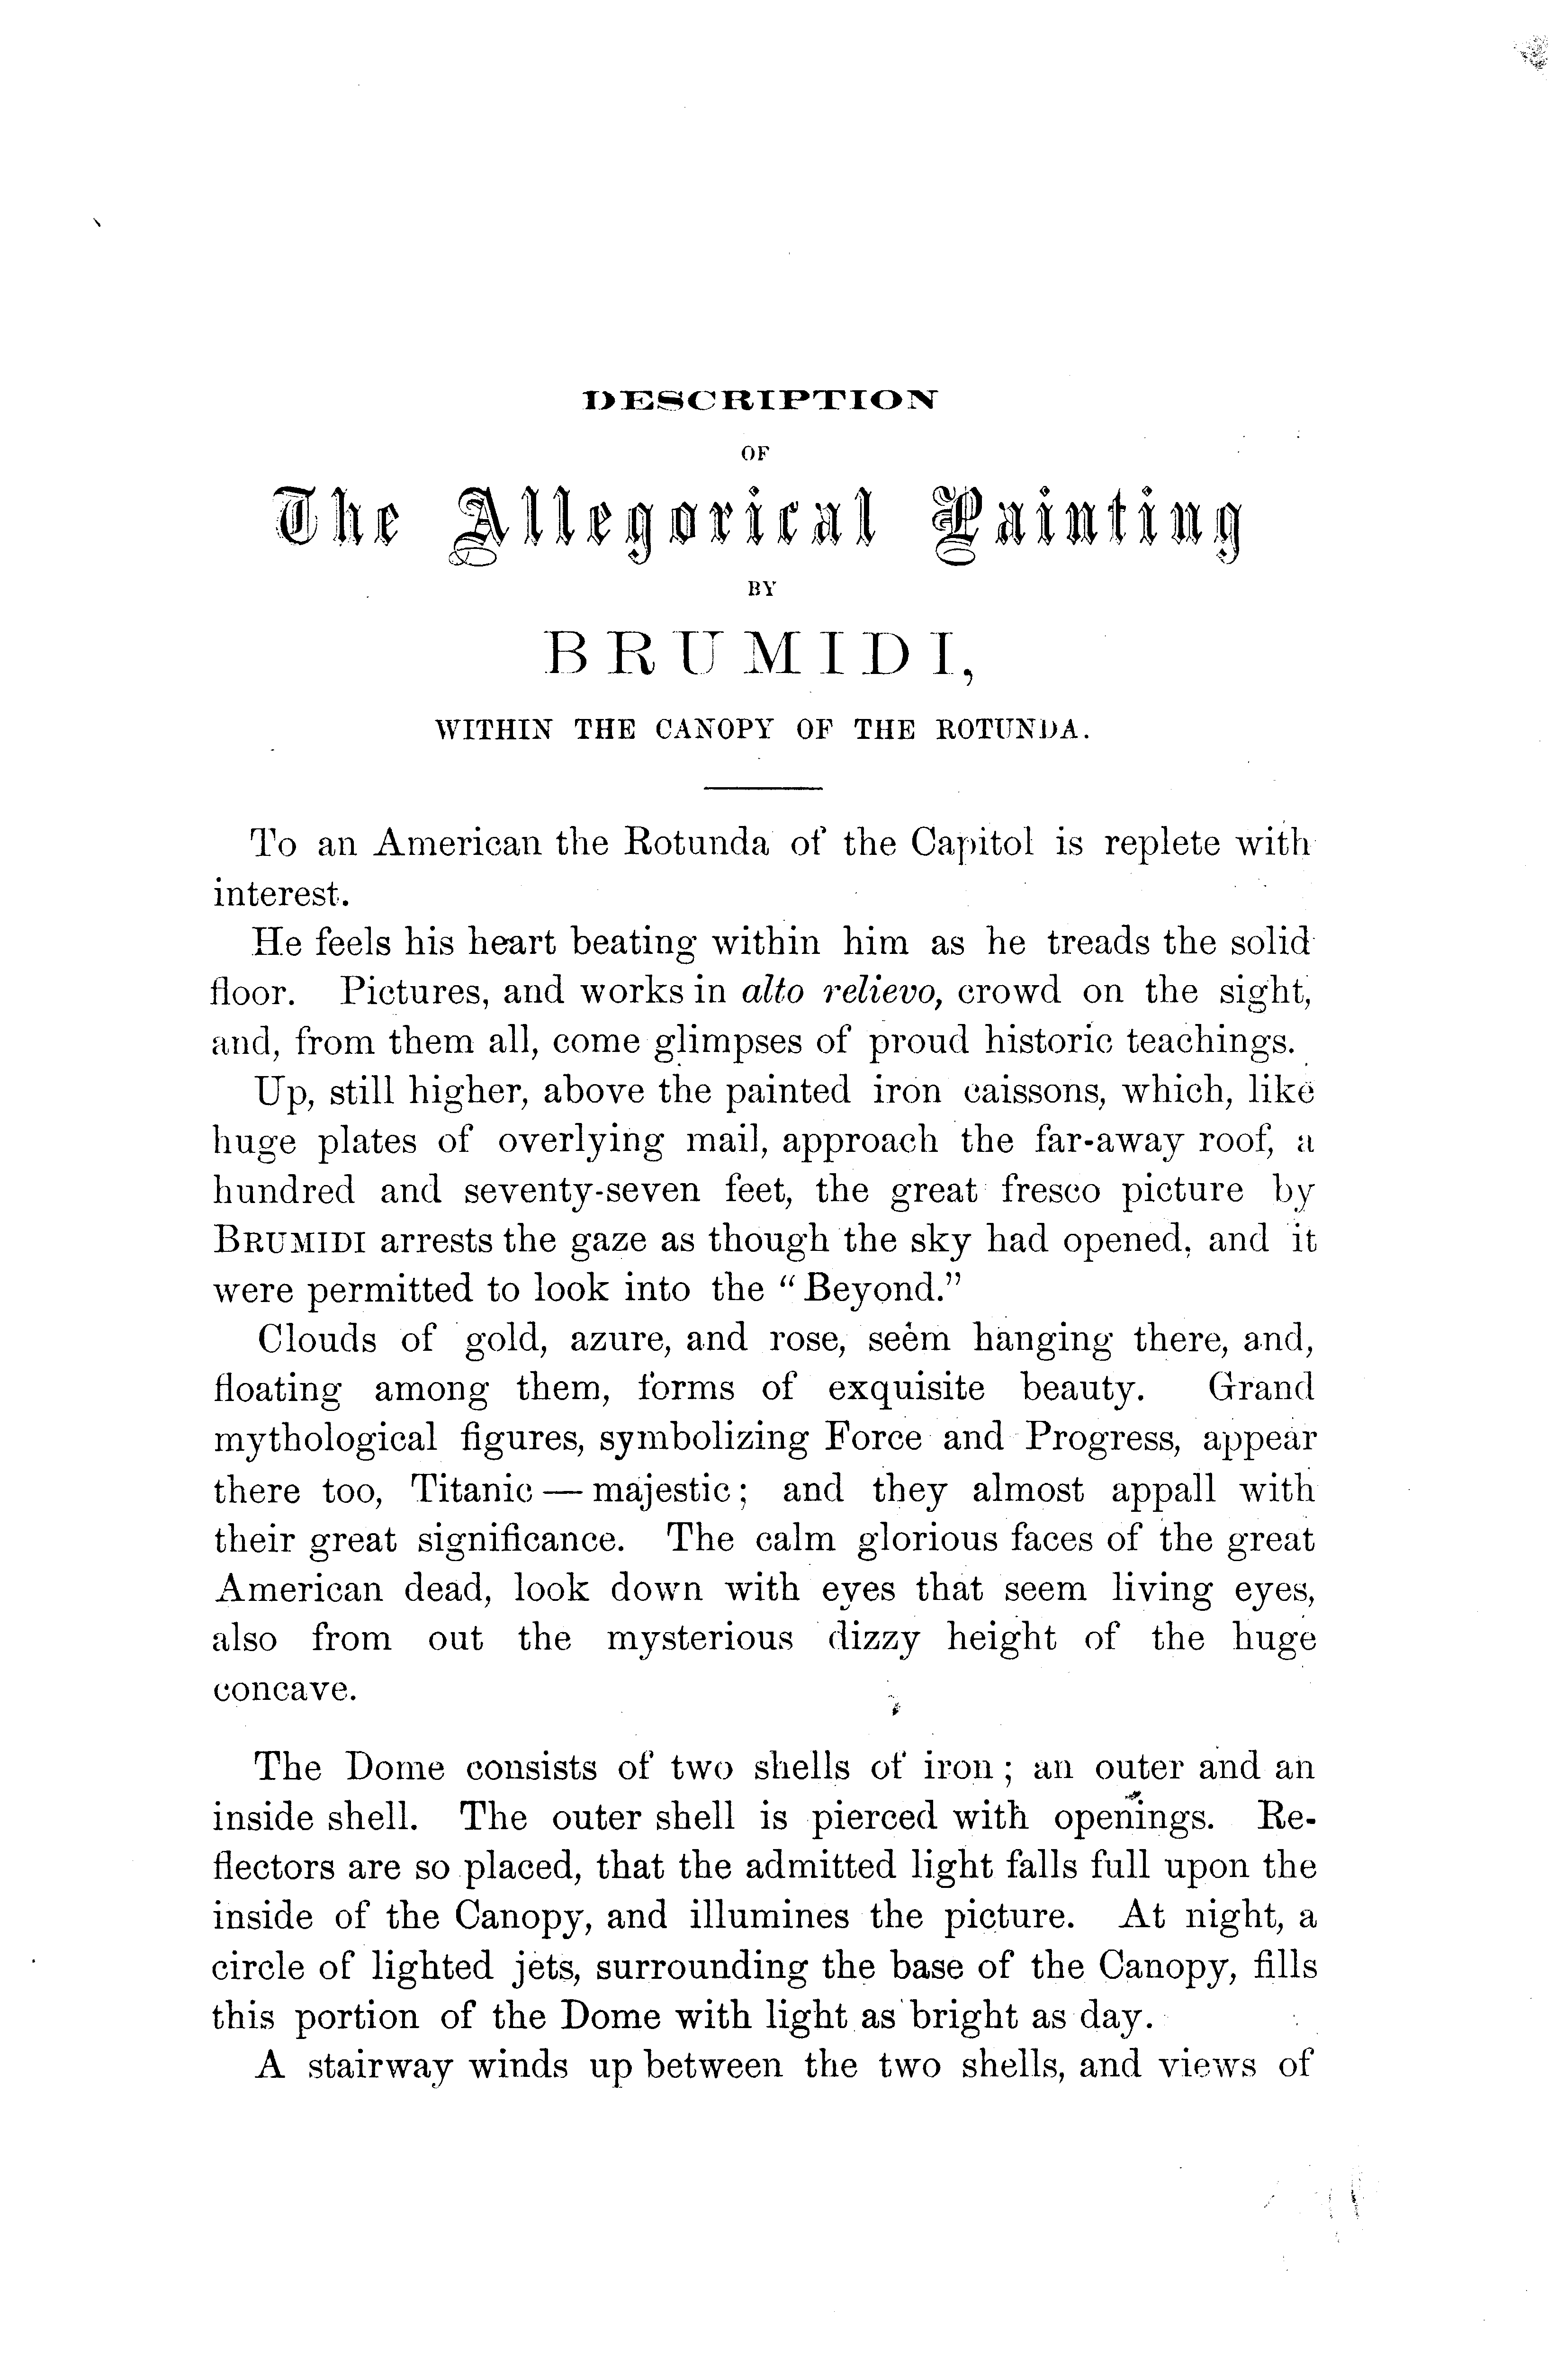 DESCRIPTION
OF
The Allegorical Painting
BY
BRUMIDI,
WITHIN THE CANOPY OF THE ROTUNDA.
To an American the Rotunda of the Capitol is replete with
interest.
He feels his heart beating within him as he treads the solid
floor. Pictures, and works in alto relievo, crowd on the sight,
and, from them all, come glimpses of proud historic teachings.
Up, still higher, above the painted iron caissons, which, like
huge plates of overlying mail, approach the far-away roof, a
hundred and seventy-seven feet, the great fresco picture by
BRUMIDI arrests the gaze as though the sky had opened, and it
were permitted to look into the “Beyond.”
Clouds of gold, azure, and rose, seem hanging there, and,
floating among them, forms of exquisite beauty. Grand
mythological figures, symbolizing Force and Progress, appear
there too, Titanic — majestic; and they almost appall with
their great significance. The calm glorious faces of the great
American dead, look down with eyes that seem living eyes,
also from out the mysterious dizzy height of the huge
concave.
The Dome consists of two shells of iron; an outer and an
inside shell. The outer shell is pierced with openings. Re-
flectors are so placed, that the admitted light falls full upon the
inside of the Canopy, and illumines the picture. At night, a
circle of lighted jets, surrounding the base of the Canopy, fills
this portion of the Dome with light as bright as day.
A stairway winds up between the two shells, and views of